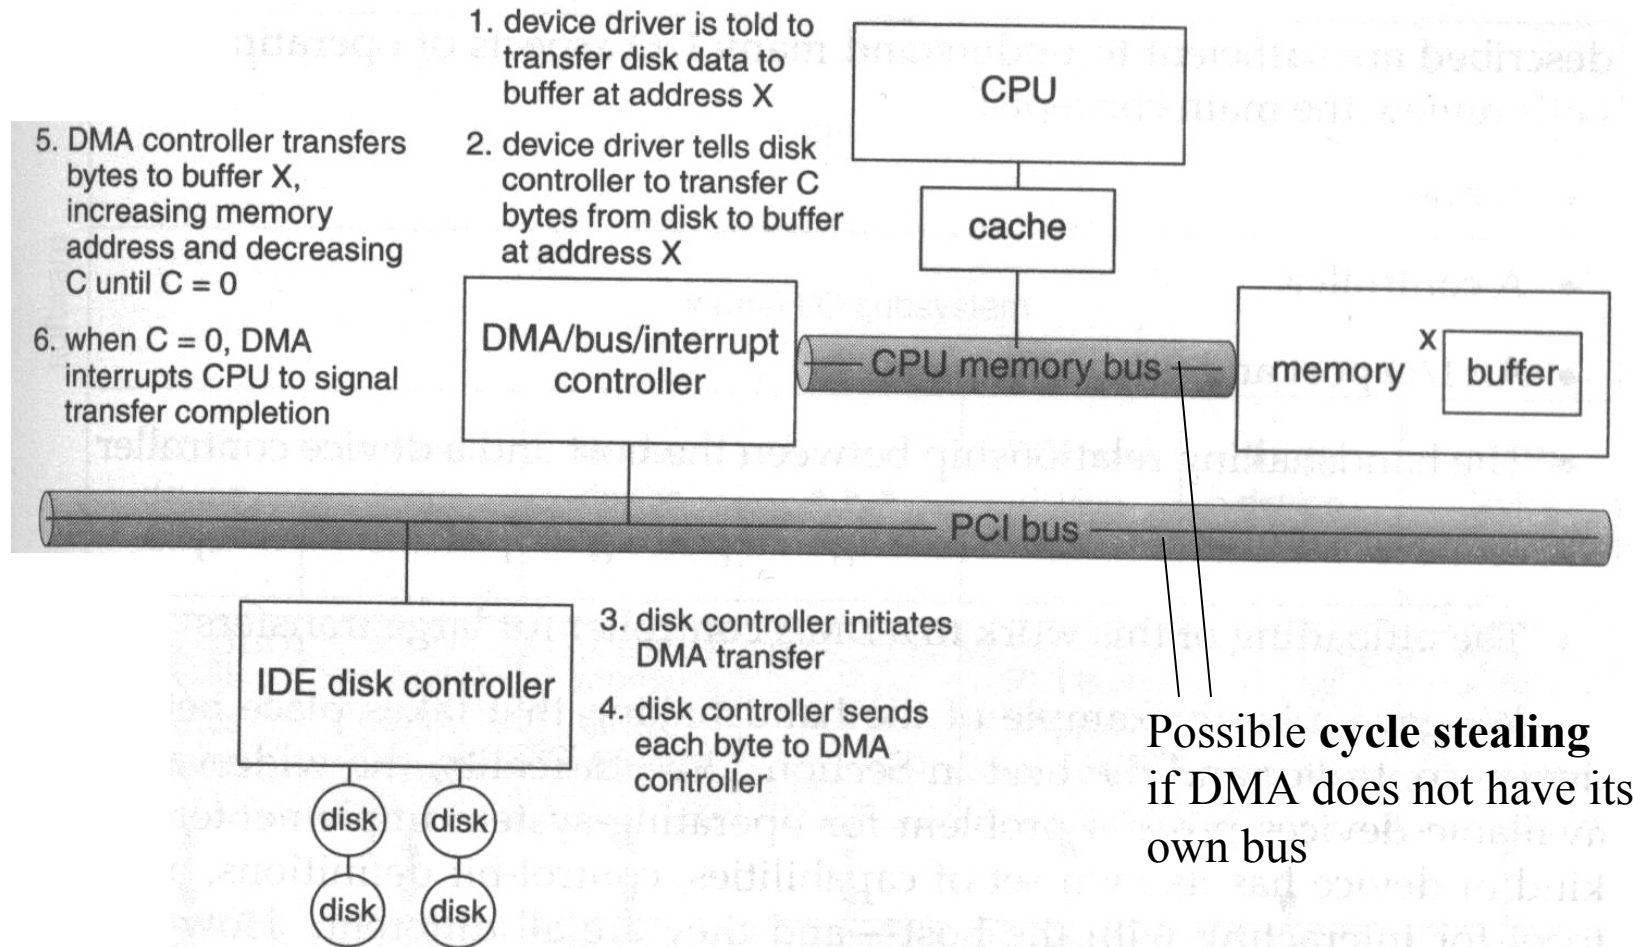 1. device driver is told to
transfer disk data to
buffer at address X
2. device driver tells disk
controller to transfer C
bytes from disk to buffer
at address X
5. DMA controller transfers
bytes to buffer X,
increasing memory
address and decreasing
C until C = 0
6. when C = 0, DMA
interrupts CPU to signal
transfer completion
CPU
cache
DMA/bus/interrupt
controller
CPU memory bus
memory
X
buffer
PCI bus
IDE disk controller
3. disk controller initiates
DMA transfer
4. disk controller sends
each byte to DMA
controller
disk
disk
disk
disk
Possible cycle stealing
if DMA does not have its
own bus